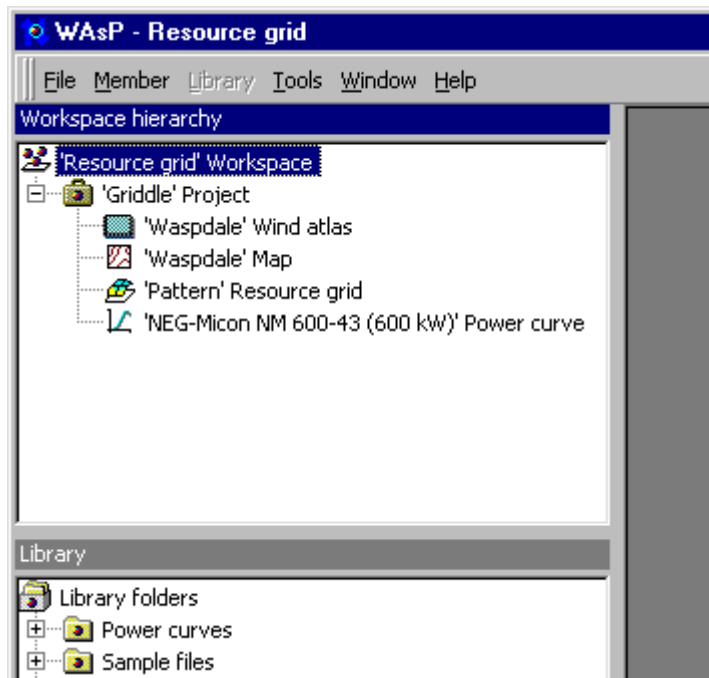 WAsP - Resource grid
File Member Library Tools Window Help
Workspace hierarchy
'Resource grid' Workspace
'Griddle' Project
'Waspdale' Wind atlas
'Waspdale' Map
'Pattern' Resource grid
'NEG-Micon NM 600-43 (600 kW)' Power curve
Library
Library folders
Power curves
Sample files